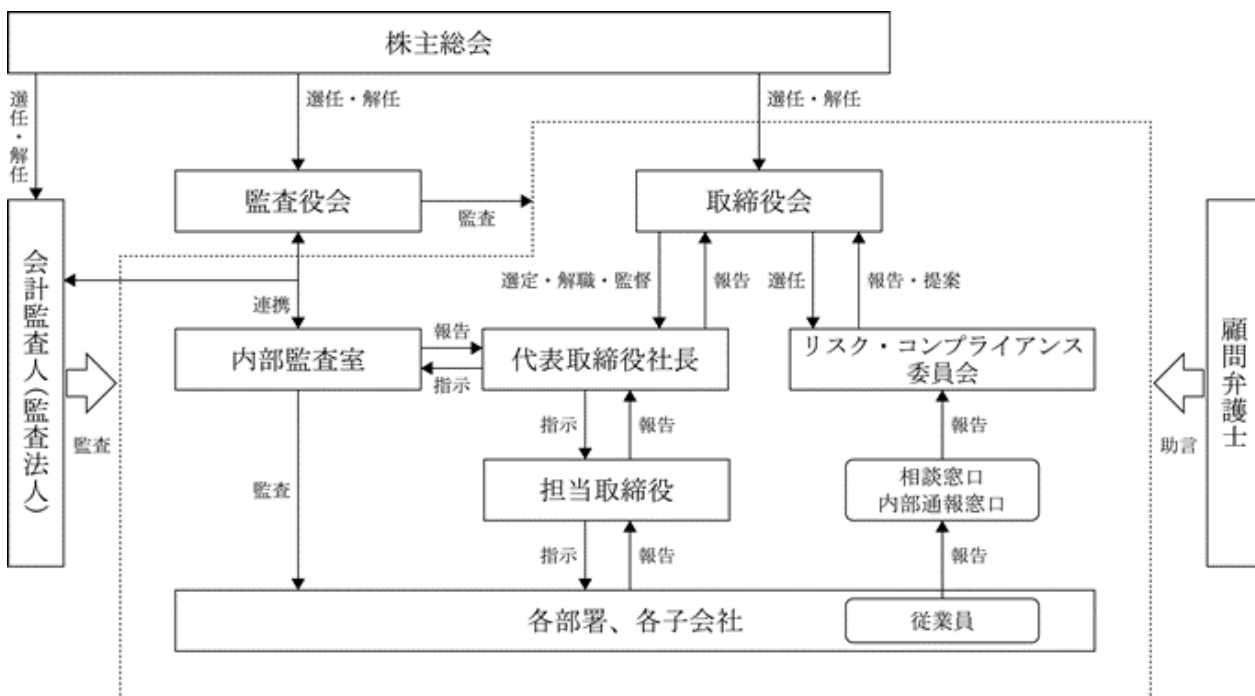 株主総会
選任・解任
選任・解任
選任・解任
監査役会
監査
取締役会
会計監査人(監査法人)
連携
選定・解職・監督
報告
選任
報告・提案
内部監査室
報告
指示
代表取締役社長
リスク・コンプライアンス
委員会
顧問弁護士
監査
助言
監査
指示
報告
報告
担当取締役
相談窓口
内部通報窓口
指示
報告
報告
各部署、各子会社
従業員